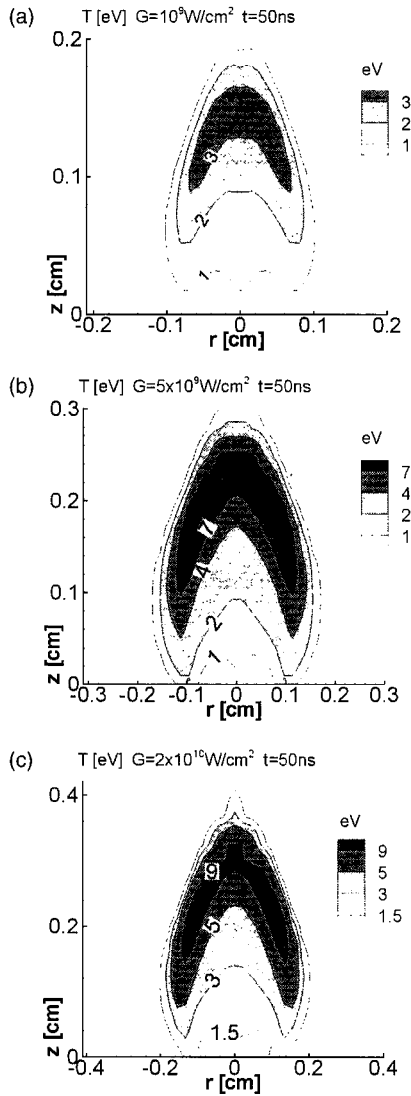 (a) T [eV] G=10⁹W/cm² t=50ns
0.2
eV
3
2
1
3
0.1
2
1
z [cm]
0
-0.2 -0.1 0 0.1 0.2
r [cm]
(b) T [eV] G=5x10⁹W/cm² t=50ns
0.3
eV
7
4
2
1
0.2
7
4
0.1
2
1
z [cm]
0
-0.3 -0.2 -0.1 0 0.1 0.2 0.3
r [cm]
(c) T [eV] G=2x10¹⁰W/cm² t=50ns
0.4
eV
9
5
3
1.5
9
0.2
5
3
1.5
z [cm]
0
-0.4 -0.2 0 0.2 0.4
r [cm]